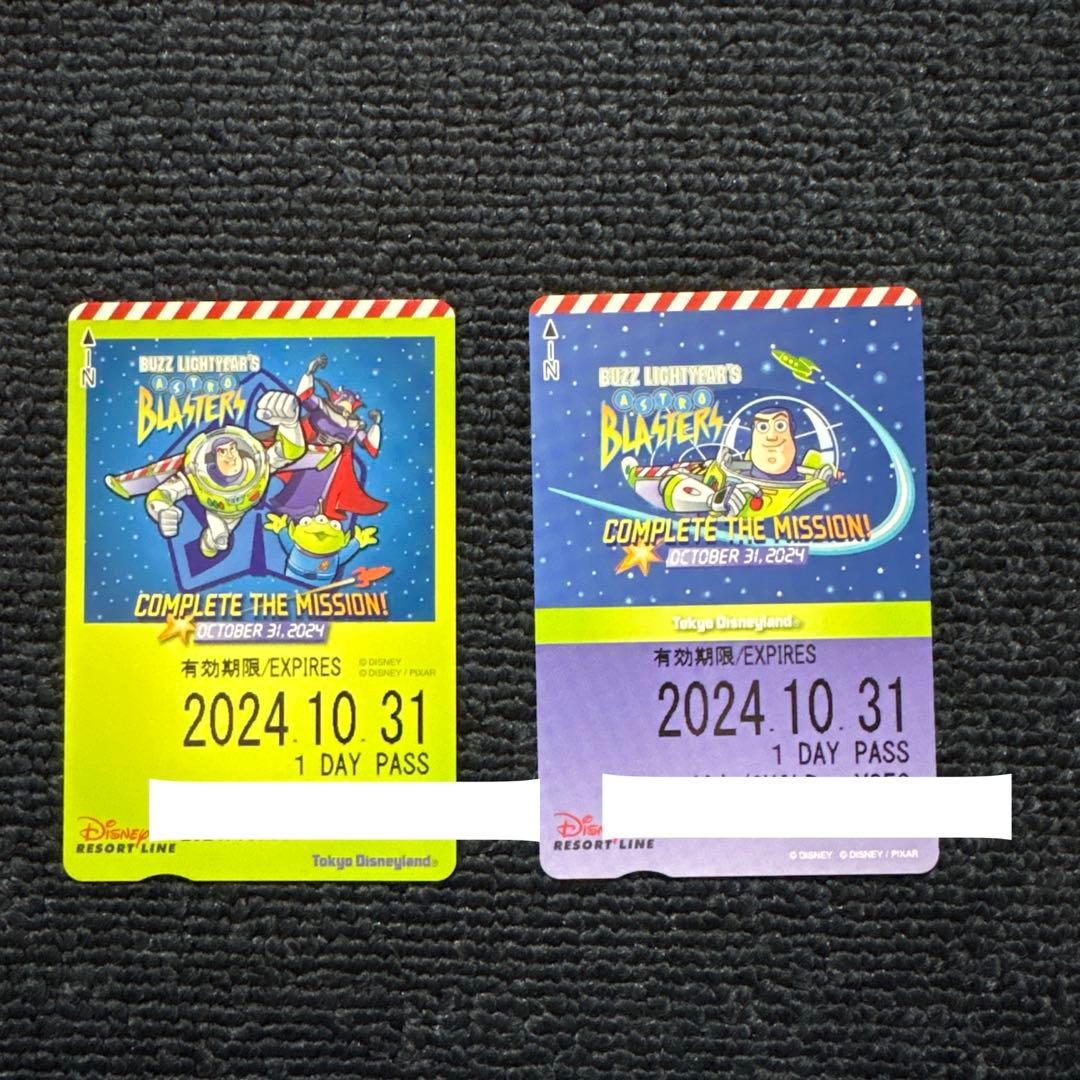 IN
BUZZ LIGHTYEAR'S
ASTRO
BLASTERS
COMPLETE THE MISSION!
OCTOBER 31, 2024
有効期限/EXPIRES
© DISNEY
© DISNEY / PIXAR
2024.10.31
1 DAY PASS
Disney
RESORT LINE
Tokyo Disneyland®
IN
BUZZ LIGHTYEAR'S
ASTRO
BLASTERS
COMPLETE THE MISSION!
OCTOBER 31, 2024
Tokyo Disneyland®
有効期限/EXPIRES
2024.10.31
1 DAY PASS
RESORT LINE
© DISNEY © DISNEY / PIXAR